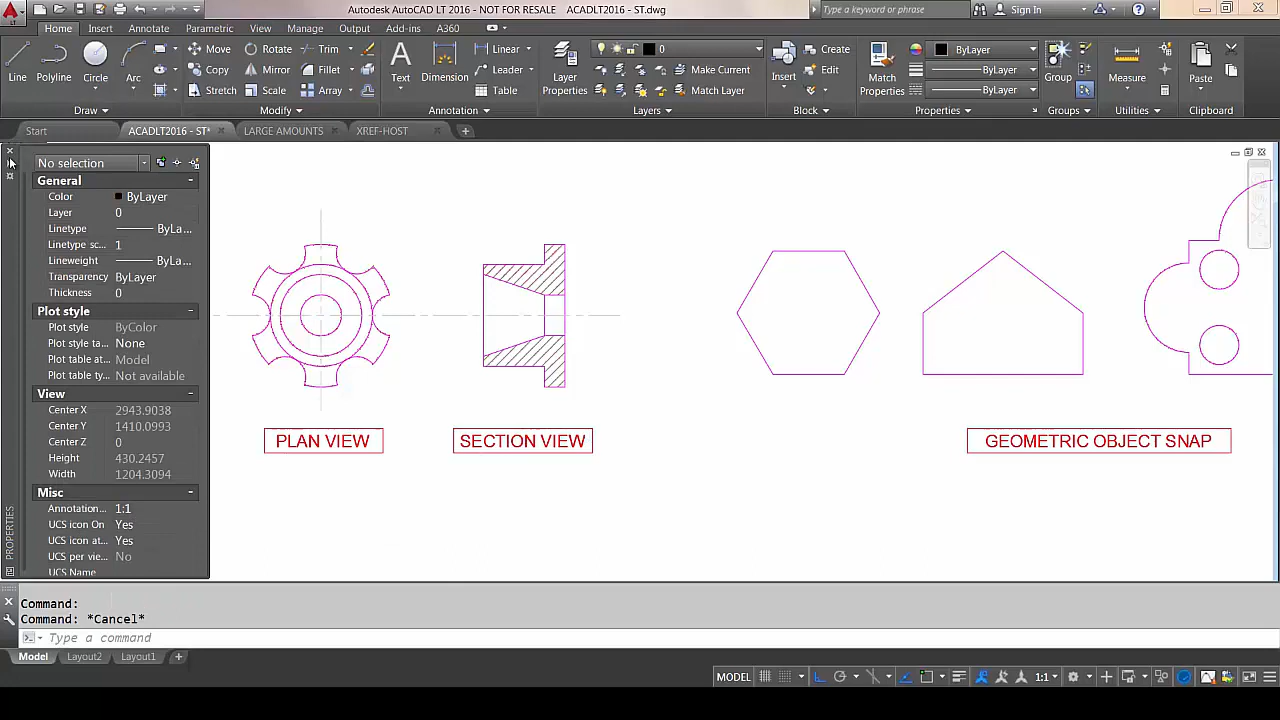 Autodesk AutoCAD LT 2016 - NOT FOR RESALE ACADLT2016 - ST.dwg
Type a keyword or phrase
Sign In
LT
Home Insert Annotate Parametric View Manage Output Add-ins A360
Line Polyline Circle Arc
Move Rotate Trim
Copy Mirror Fillet
Stretch Scale Array
Text Dimension
Linear
Leader
Table
Layer Properties
0
Make Current
Match Layer
Insert
Create
Edit
Match Properties
ByLayer
ByLayer
ByLayer
Group
Measure
Paste
Draw Modify Annotation Layers Block Properties Groups Utilities Clipboard
Start ACADLT2016 - ST* LARGE AMOUNTS XREF-HOST
No selection
General
Color ByLayer
Layer 0
Linetype ByLa...
Linetype sc... 1
Lineweight ByLa...
Transparency ByLayer
Thickness 0
Plot style
Plot style ByColor
Plot style ta... None
Plot table at... Model
Plot table ty... Not available
View
Center X 2943.9038
Center Y 1410.0993
Center Z 0
Height 430.2457
Width 1204.3094
Misc
Annotation... 1:1
UCS icon On Yes
UCS icon at... Yes
UCS per vie... No
UCS Name
PROPERTIES
PLAN VIEW
SECTION VIEW
GEOMETRIC OBJECT SNAP
Command:
Command: *Cancel*
Type a command
Model Layout2 Layout1
MODEL
1:1